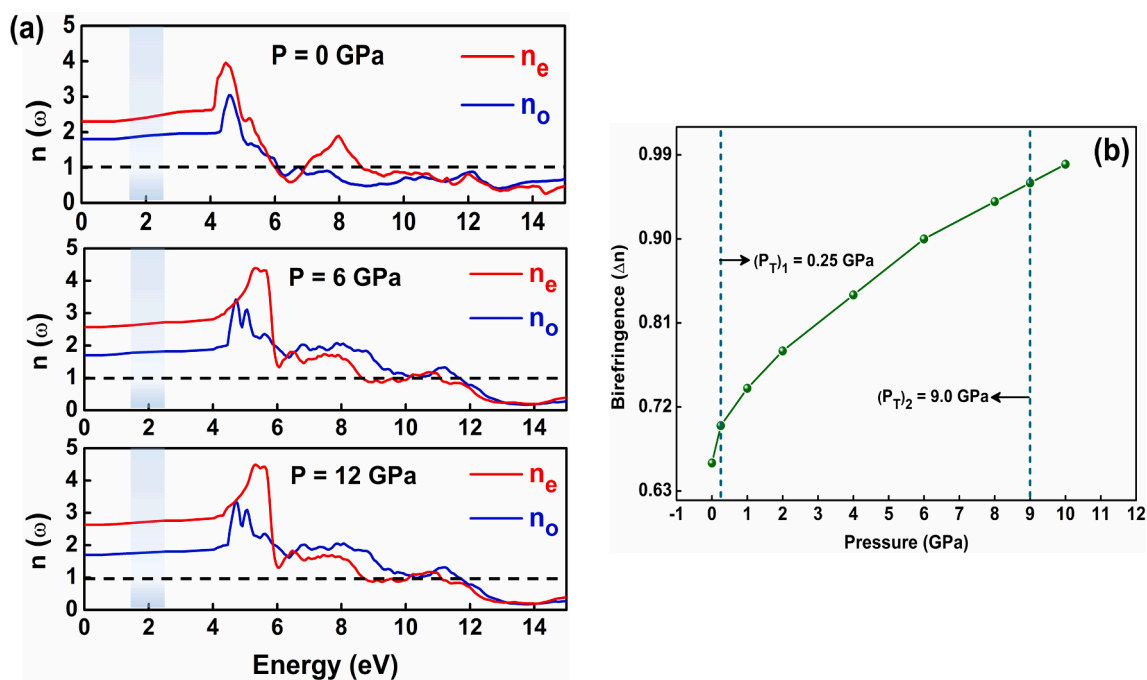 (a)
P = 0 GPa
n_e
n_o
n (ω)
5
4
3
2
1
0
0 2 4 6 8 10 12 14
P = 6 GPa
n_e
n_o
n (ω)
5
4
3
2
1
0
0 2 4 6 8 10 12 14
P = 12 GPa
n_e
n_o
n (ω)
5
4
3
2
1
0
0 2 4 6 8 10 12 14
Energy (eV)
(b)
Birefringence (Δn)
0.99
0.90
0.81
0.72
0.63
(P_T)_1 = 0.25 GPa
(P_T)_2 = 9.0 GPa
-1 0 1 2 3 4 5 6 7 8 9 10 11 12
Pressure (GPa)